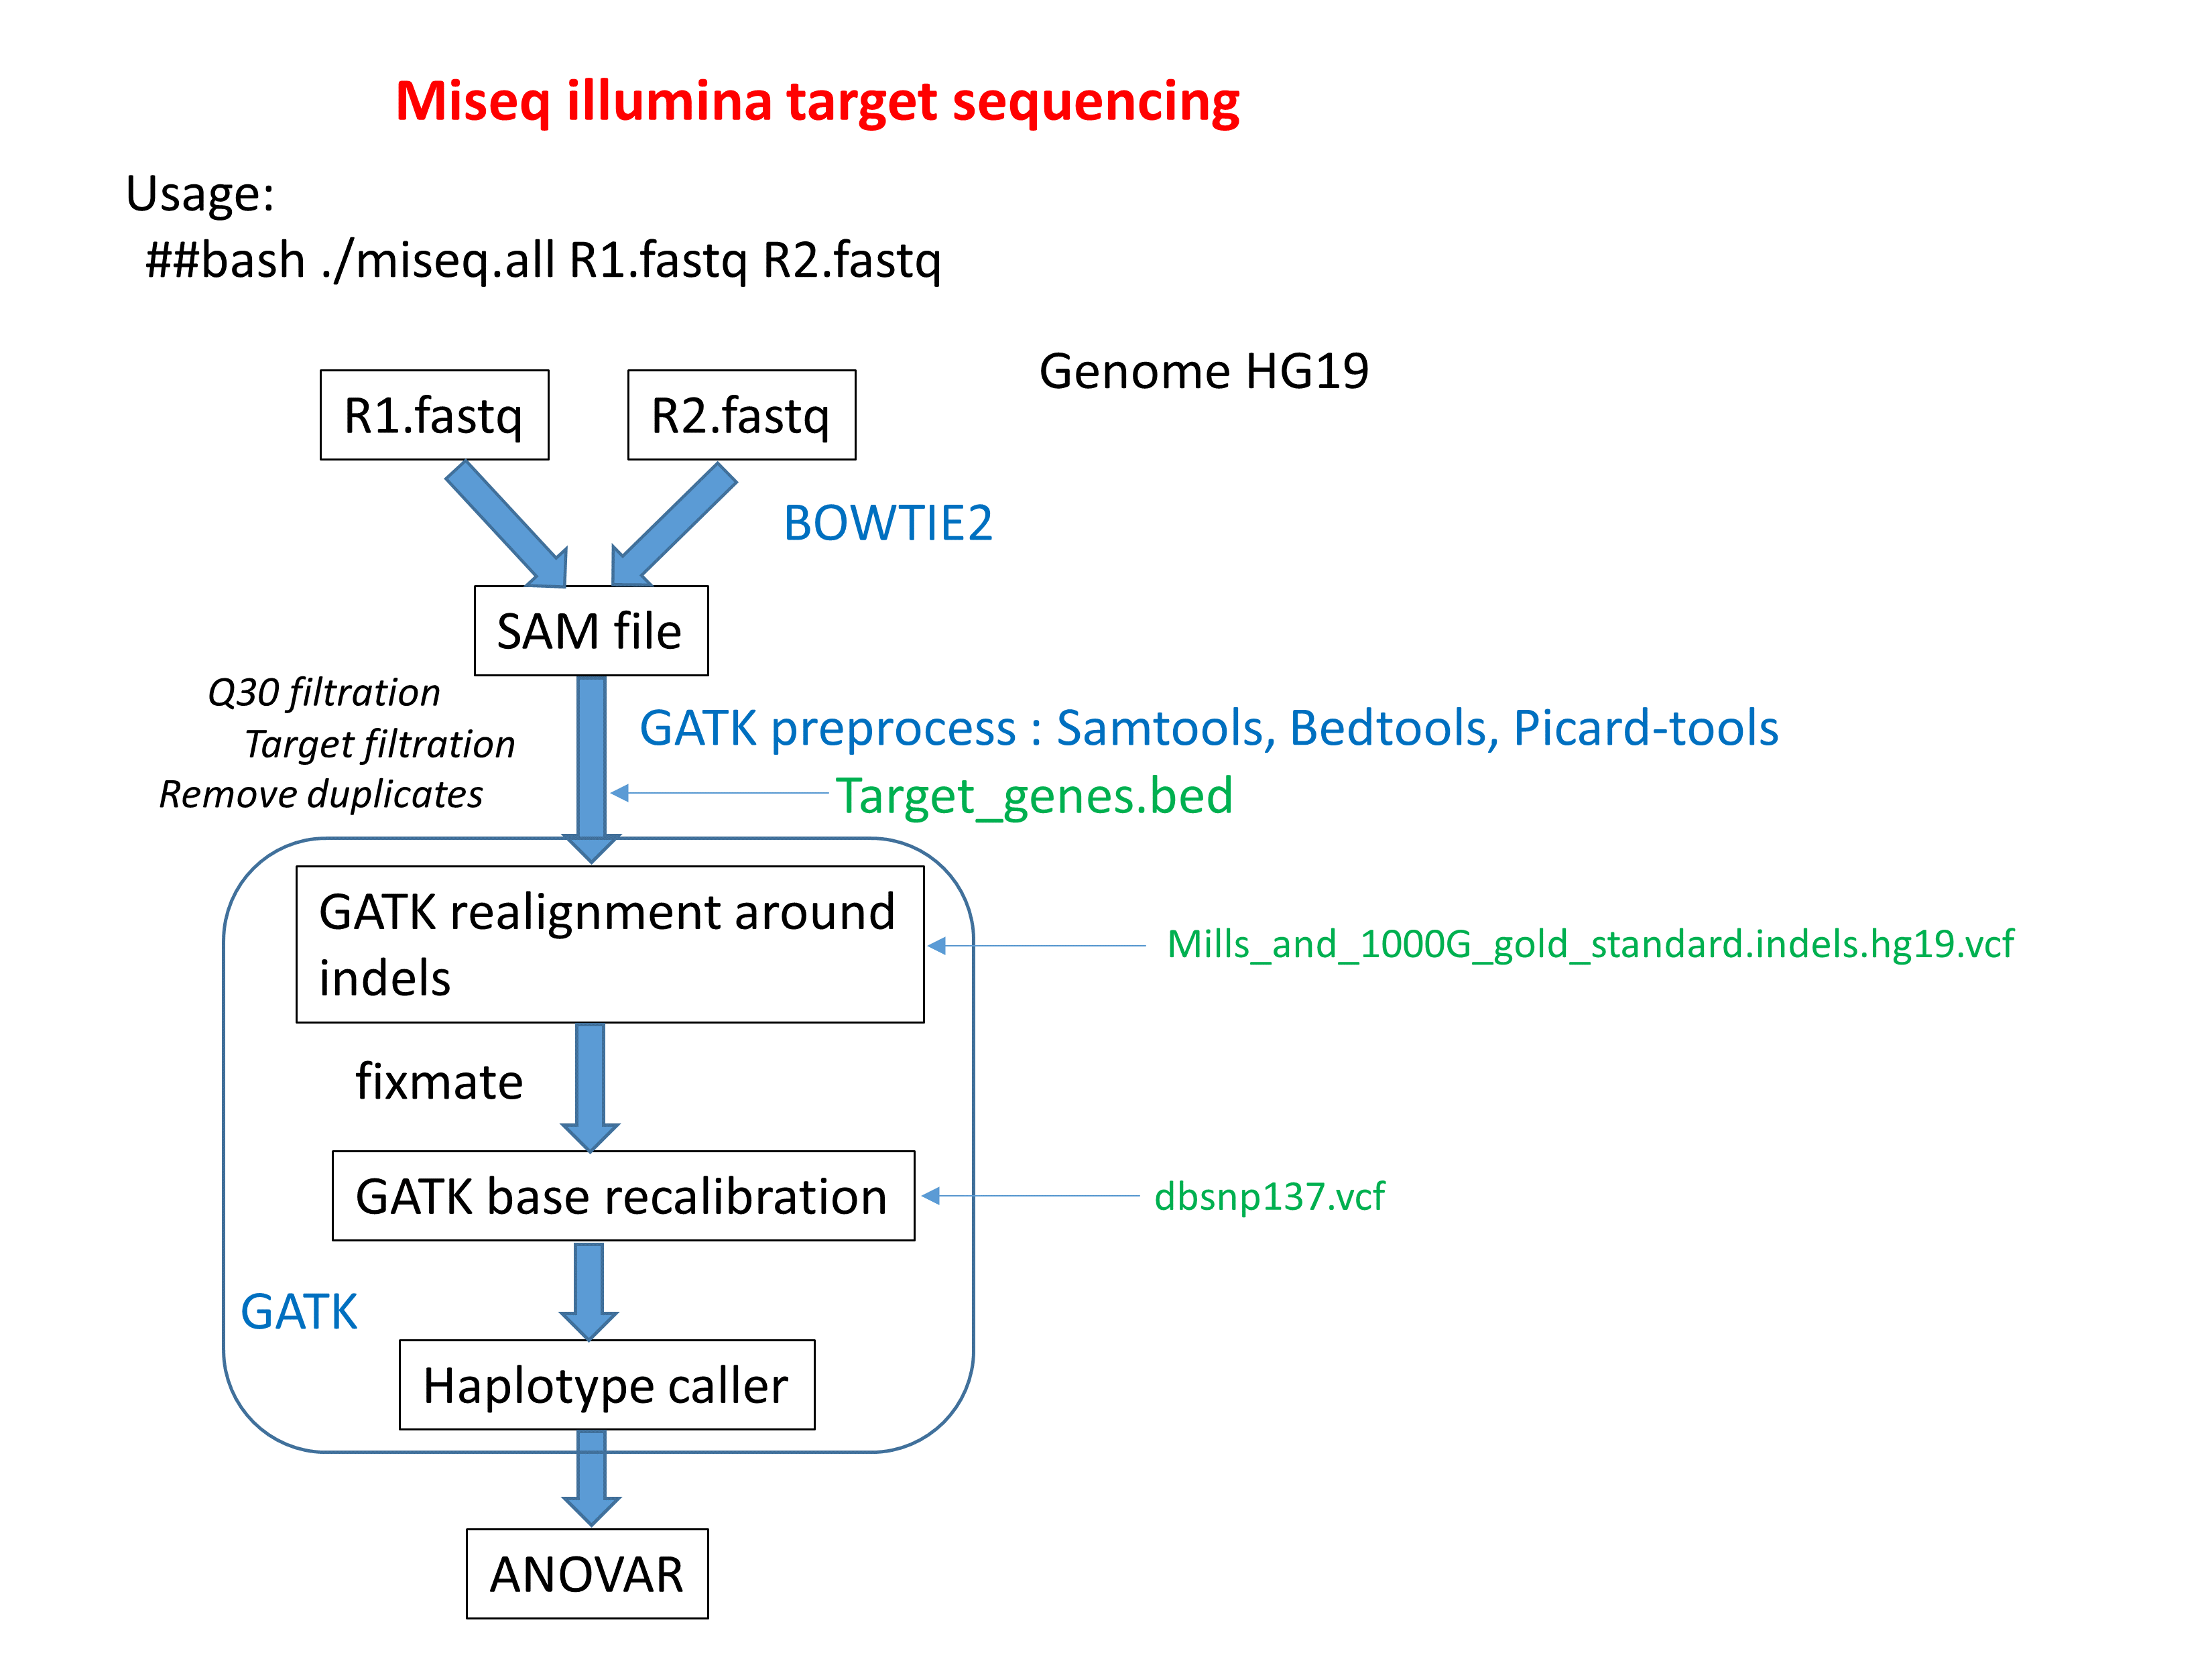 Miseq illumina target sequencing
Usage:
##bash ./miseq.all R1.fastq R2.fastq
Genome HG19
R1.fastq
R2.fastq
BOWTIE2
SAM file
Q30 filtration
Target filtration
Remove duplicates
GATK preprocess : Samtools, Bedtools, Picard-tools
Target_genes.bed
GATK realignment around
indels
Mills_and_1000G_gold_standard.indels.hg19.vcf
fixmate
GATK base recalibration
dbsnp137.vcf
GATK
Haplotype caller
ANOVAR